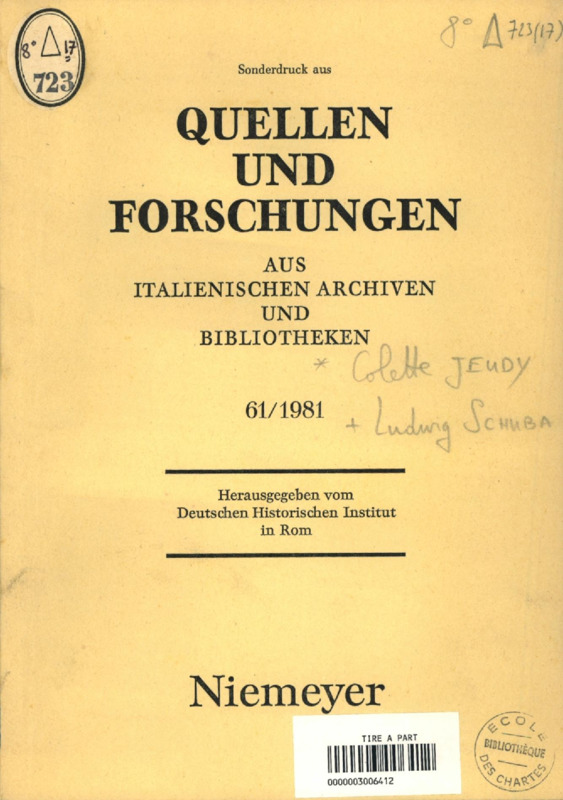 8° Δ 17
723
8° Δ 723(17)
Sonderdruck aus
QUELLEN
UND
FORSCHUNGEN
AUS
ITALIENISCHEN ARCHIVEN
UND
BIBLIOTHEKEN
* Colette JEUDY
61/1981
+ Ludwig SCHUBA
Herausgegeben vom
Deutschen Historischen Institut
in Rom
Niemeyer
TIRE A PART
0000003006412
ECOLE
BIBLIOTHÈQUE
DES CHARTES